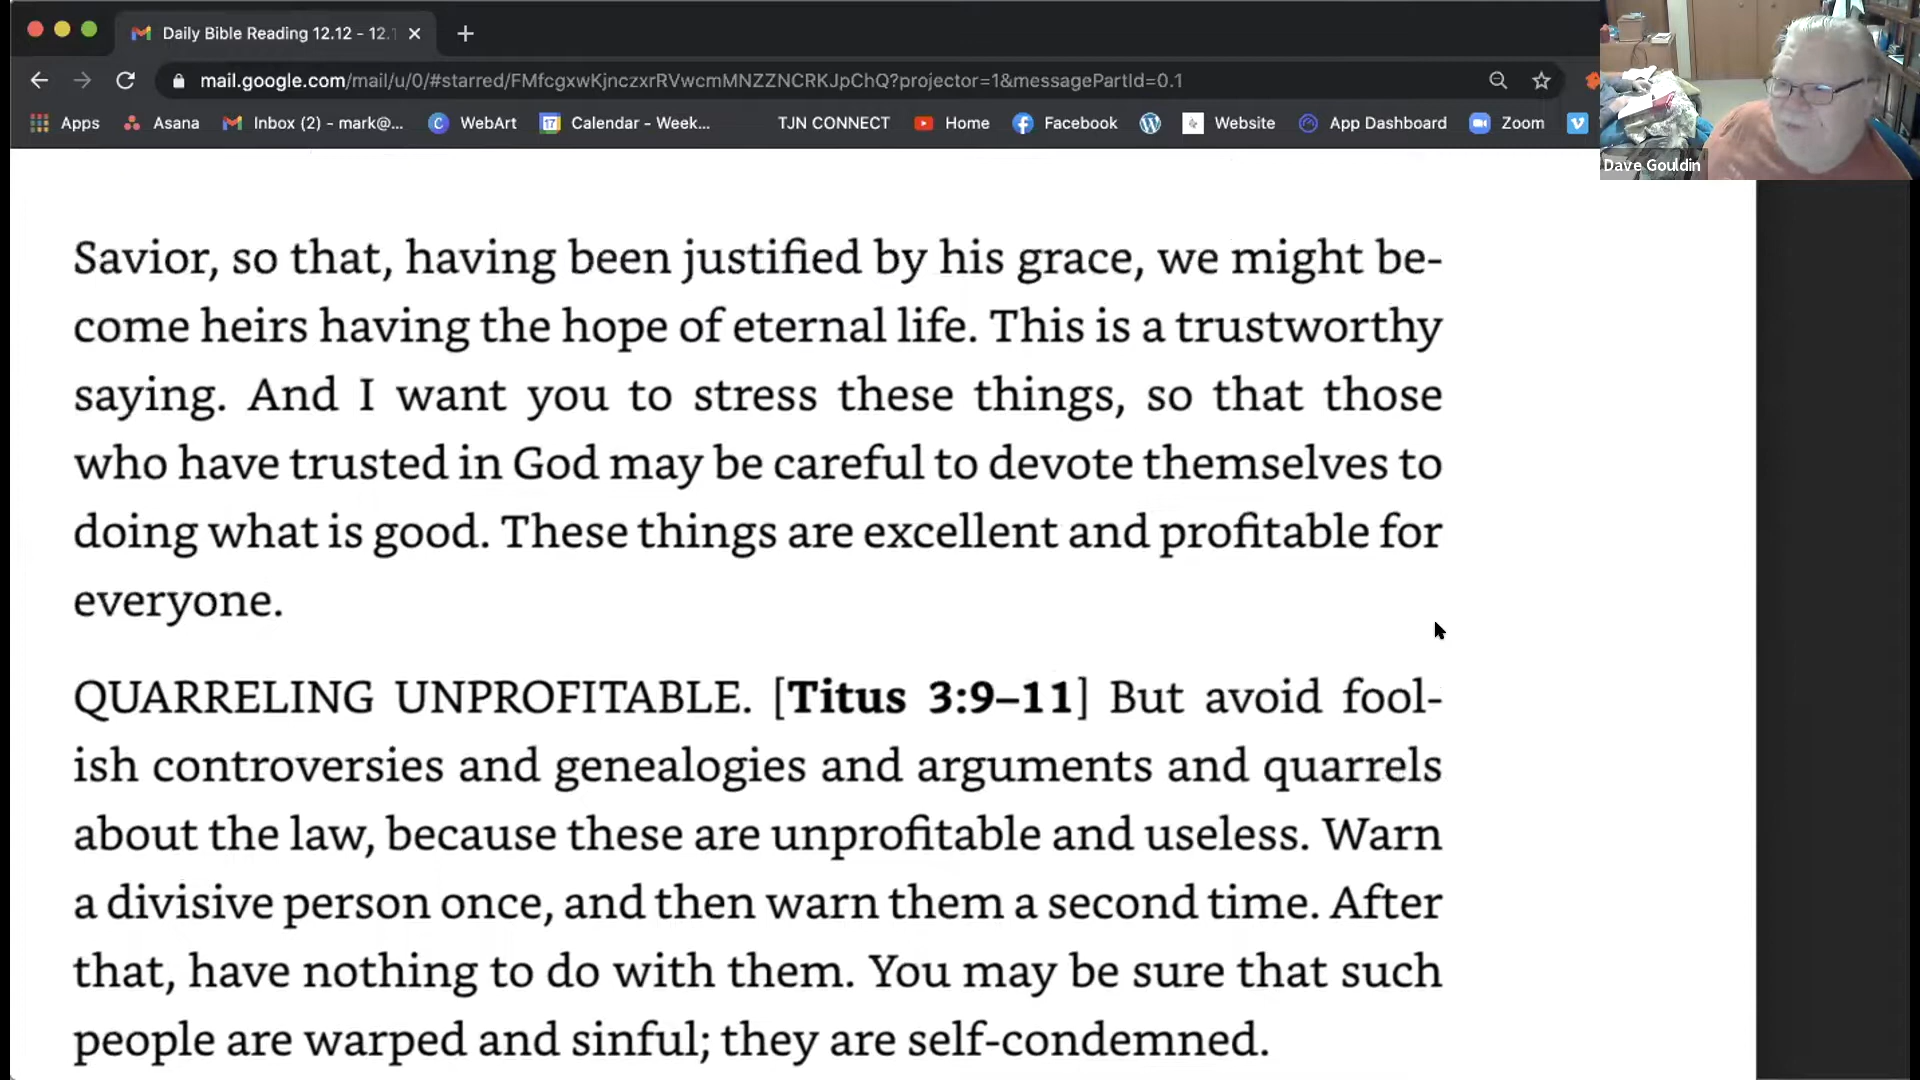 Daily Bible Reading 12.12 - 12.1
mail.google.com/mail/u/0/#starred/FMfcgxwKjnczxrRVwcmMNZZNCRKJpChQ?projector=1&messagePartId=0.1
Apps Asana Inbox (2) - mark@... WebArt Calendar - Week... TJN CONNECT Home Facebook Website App Dashboard Zoom
Dave Gouldin
Savior, so that, having been justified by his grace, we might be-
come heirs having the hope of eternal life. This is a trustworthy
saying. And I want you to stress these things, so that those
who have trusted in God may be careful to devote themselves to
doing what is good. These things are excellent and profitable for
everyone.
QUARRELING UNPROFITABLE. [Titus 3:9–11] But avoid fool-
ish controversies and genealogies and arguments and quarrels
about the law, because these are unprofitable and useless. Warn
a divisive person once, and then warn them a second time. After
that, have nothing to do with them. You may be sure that such
people are warped and sinful; they are self-condemned.